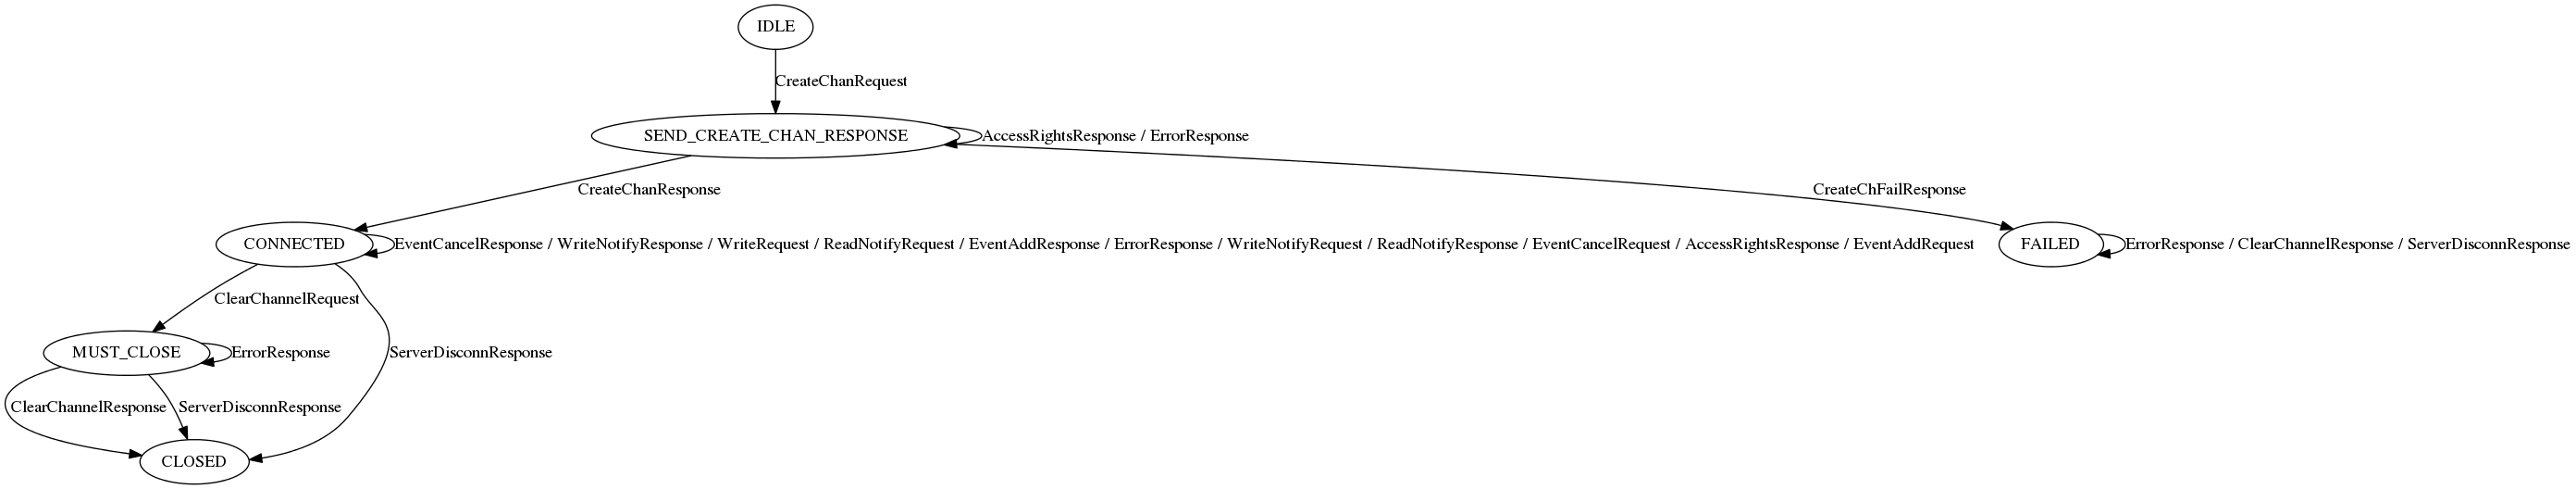 IDLE
CreateChanRequest
SEND_CREATE_CHAN_RESPONSE
AccessRightsResponse / ErrorResponse
CreateChanResponse
CreateChFailResponse
CONNECTED
EventCancelResponse / WriteNotifyResponse / WriteRequest / ReadNotifyRequest / EventAddResponse / ErrorResponse / WriteNotifyRequest / ReadNotifyResponse / EventCancelRequest / AccessRightsResponse / EventAddRequest
FAILED
ErrorResponse / ClearChannelResponse / ServerDisconnResponse
ClearChannelRequest
MUST_CLOSE
ErrorResponse
ServerDisconnResponse
ClearChannelResponse
ServerDisconnResponse
CLOSED